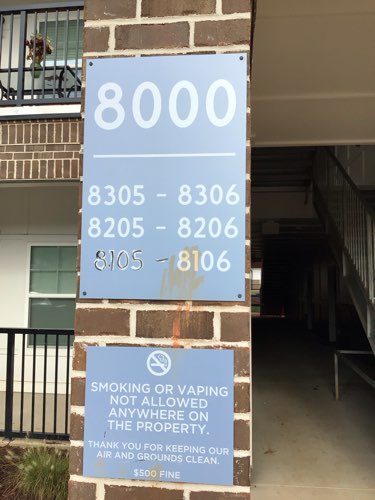 8000
8305 - 8306
8205 - 8206
8105 - 8106
SMOKING OR VAPING
NOT ALLOWED
ANYWHERE ON
THE PROPERTY.
THANK YOU FOR KEEPING OUR
AIR AND GROUNDS CLEAN.
$500 FINE